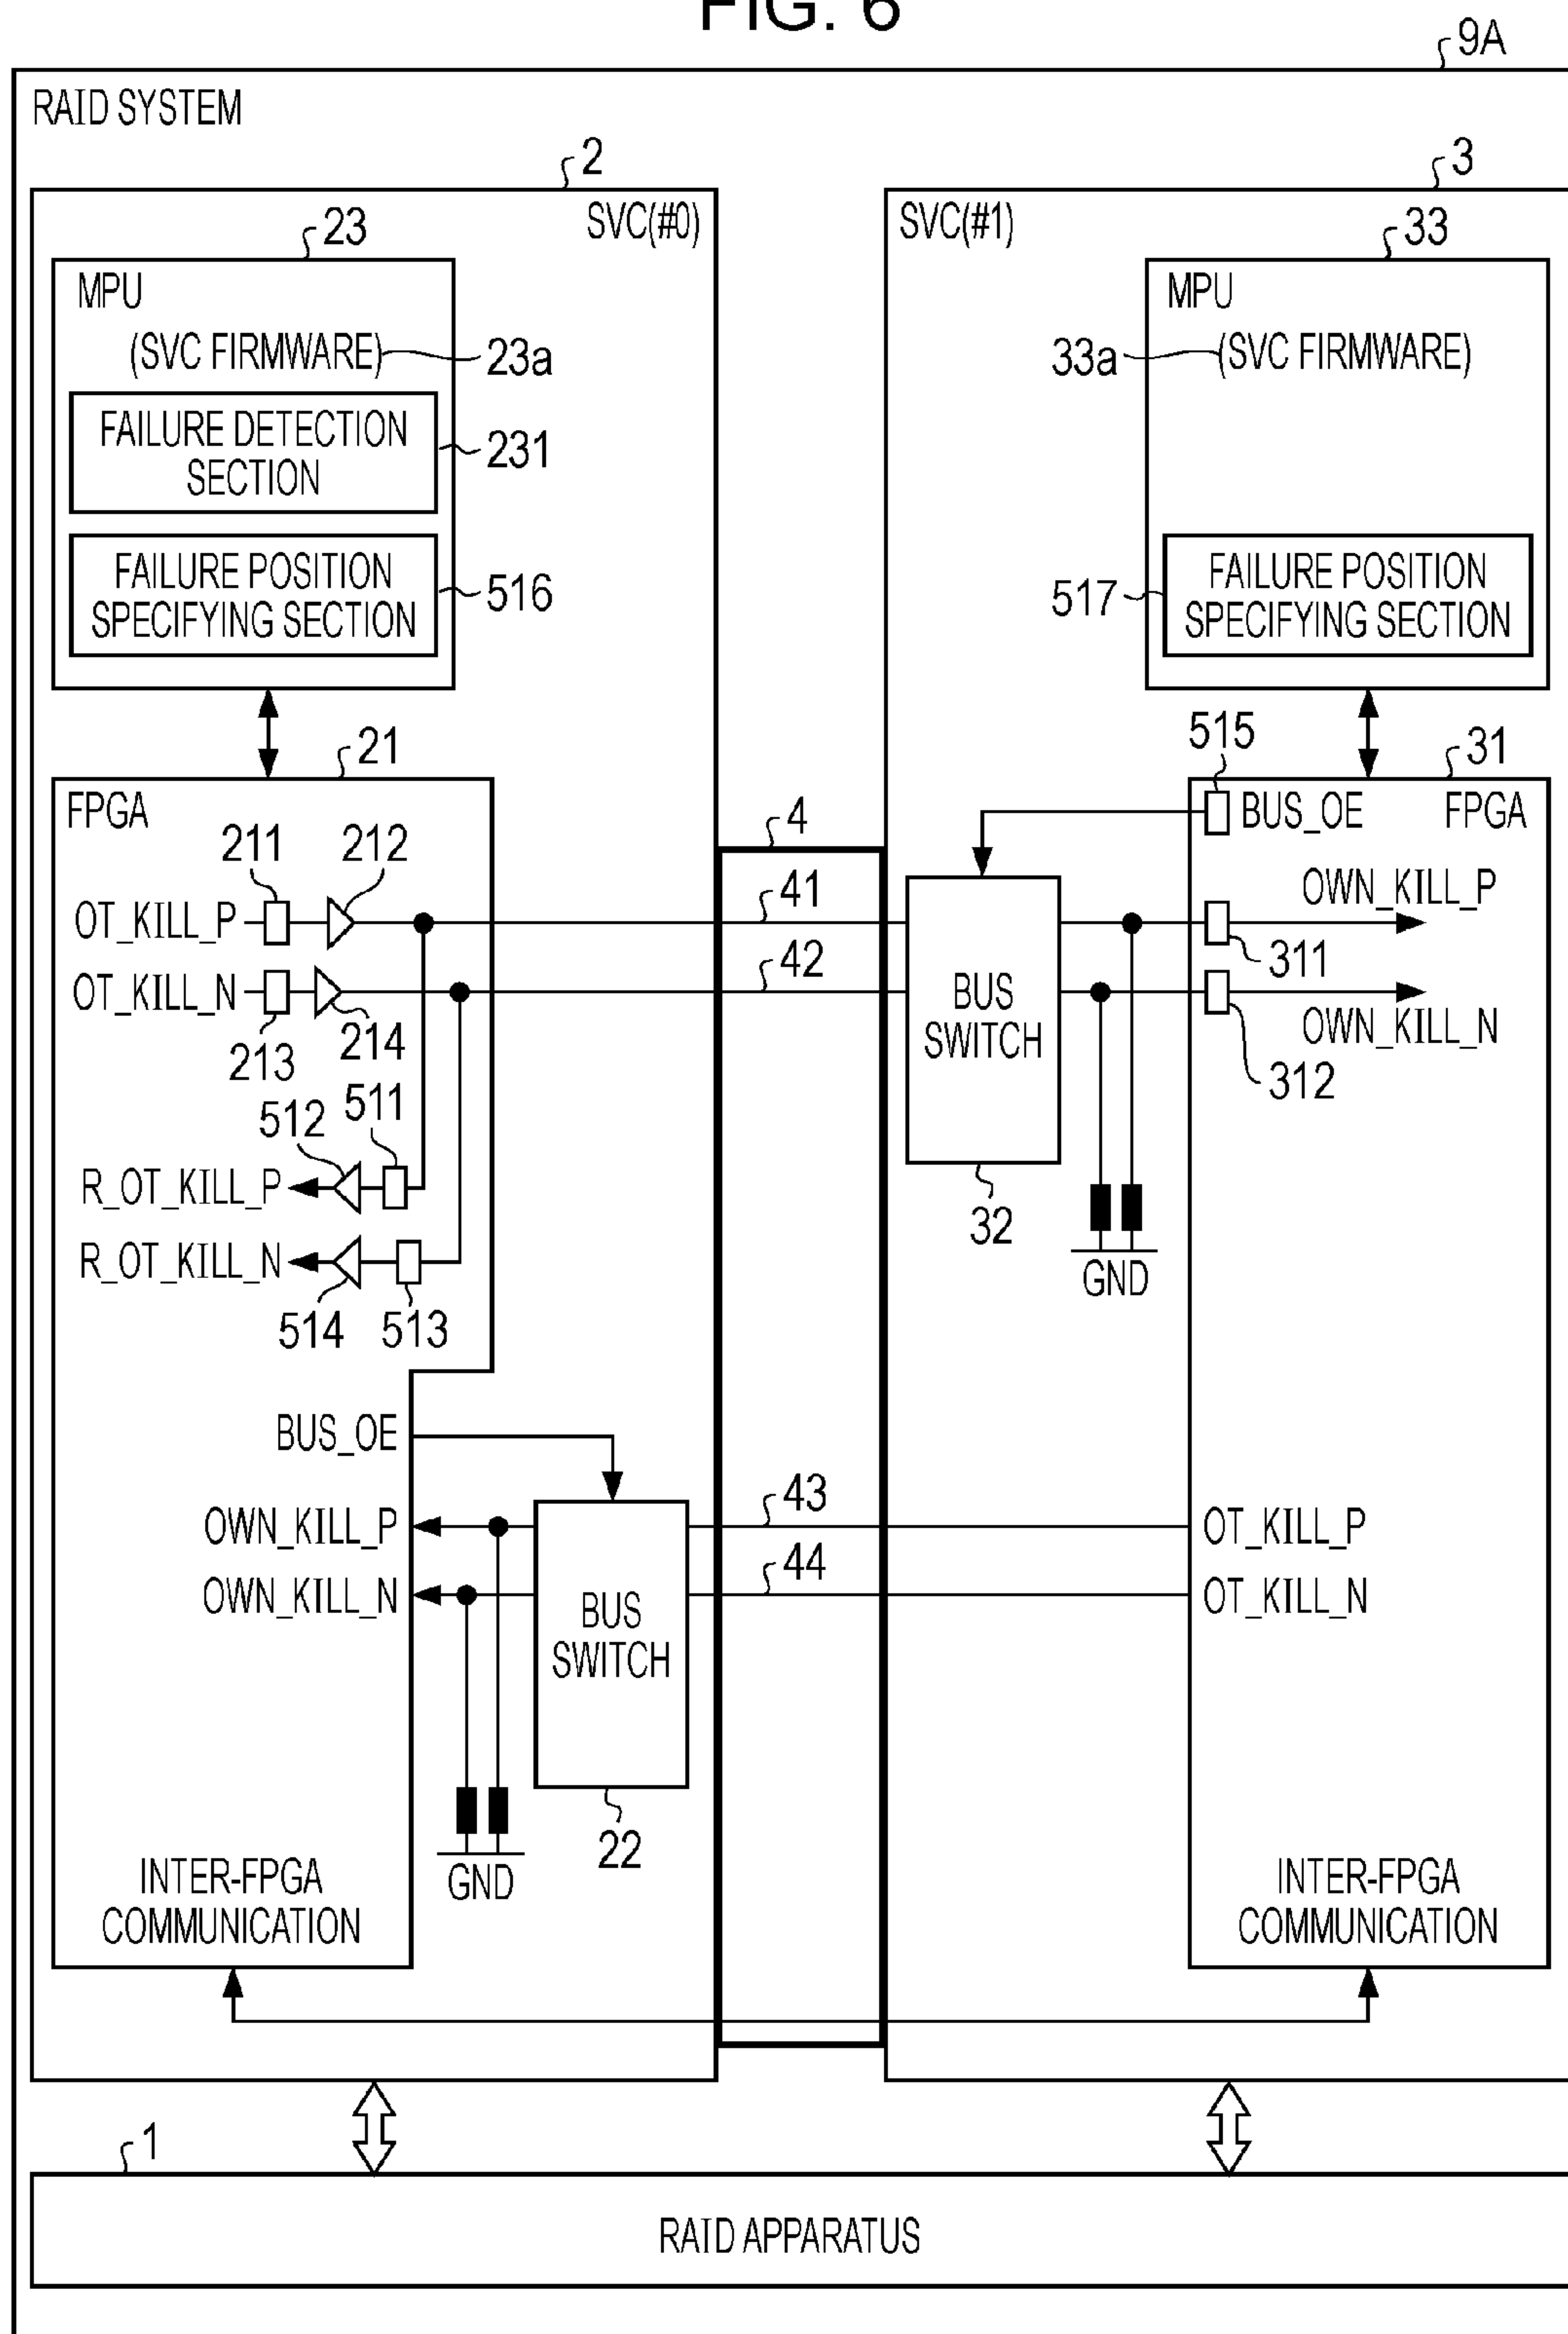 FIG. 6
9A
RAID SYSTEM
2
3
SVC(#0)
SVC(#1)
23
33
MPU
MPU
(SVC FIRMWARE)
23a
33a
(SVC FIRMWARE)
FAILURE DETECTION
SECTION
231
FAILURE POSITION
SPECIFYING SECTION
516
517
FAILURE POSITION
SPECIFYING SECTION
21
515
31
FPGA
BUS_OE
FPGA
4
211
212
41
OWN_KILL_P
OT_KILL_P
311
42
OT_KILL_N
BUS
SWITCH
OWN_KILL_N
213
214
312
512
511
R_OT_KILL_P
32
R_OT_KILL_N
GND
514
513
BUS_OE
43
OWN_KILL_P
OT_KILL_P
44
OWN_KILL_N
OT_KILL_N
BUS
SWITCH
22
GND
INTER-FPGA
COMMUNICATION
INTER-FPGA
COMMUNICATION
1
RAID APPARATUS